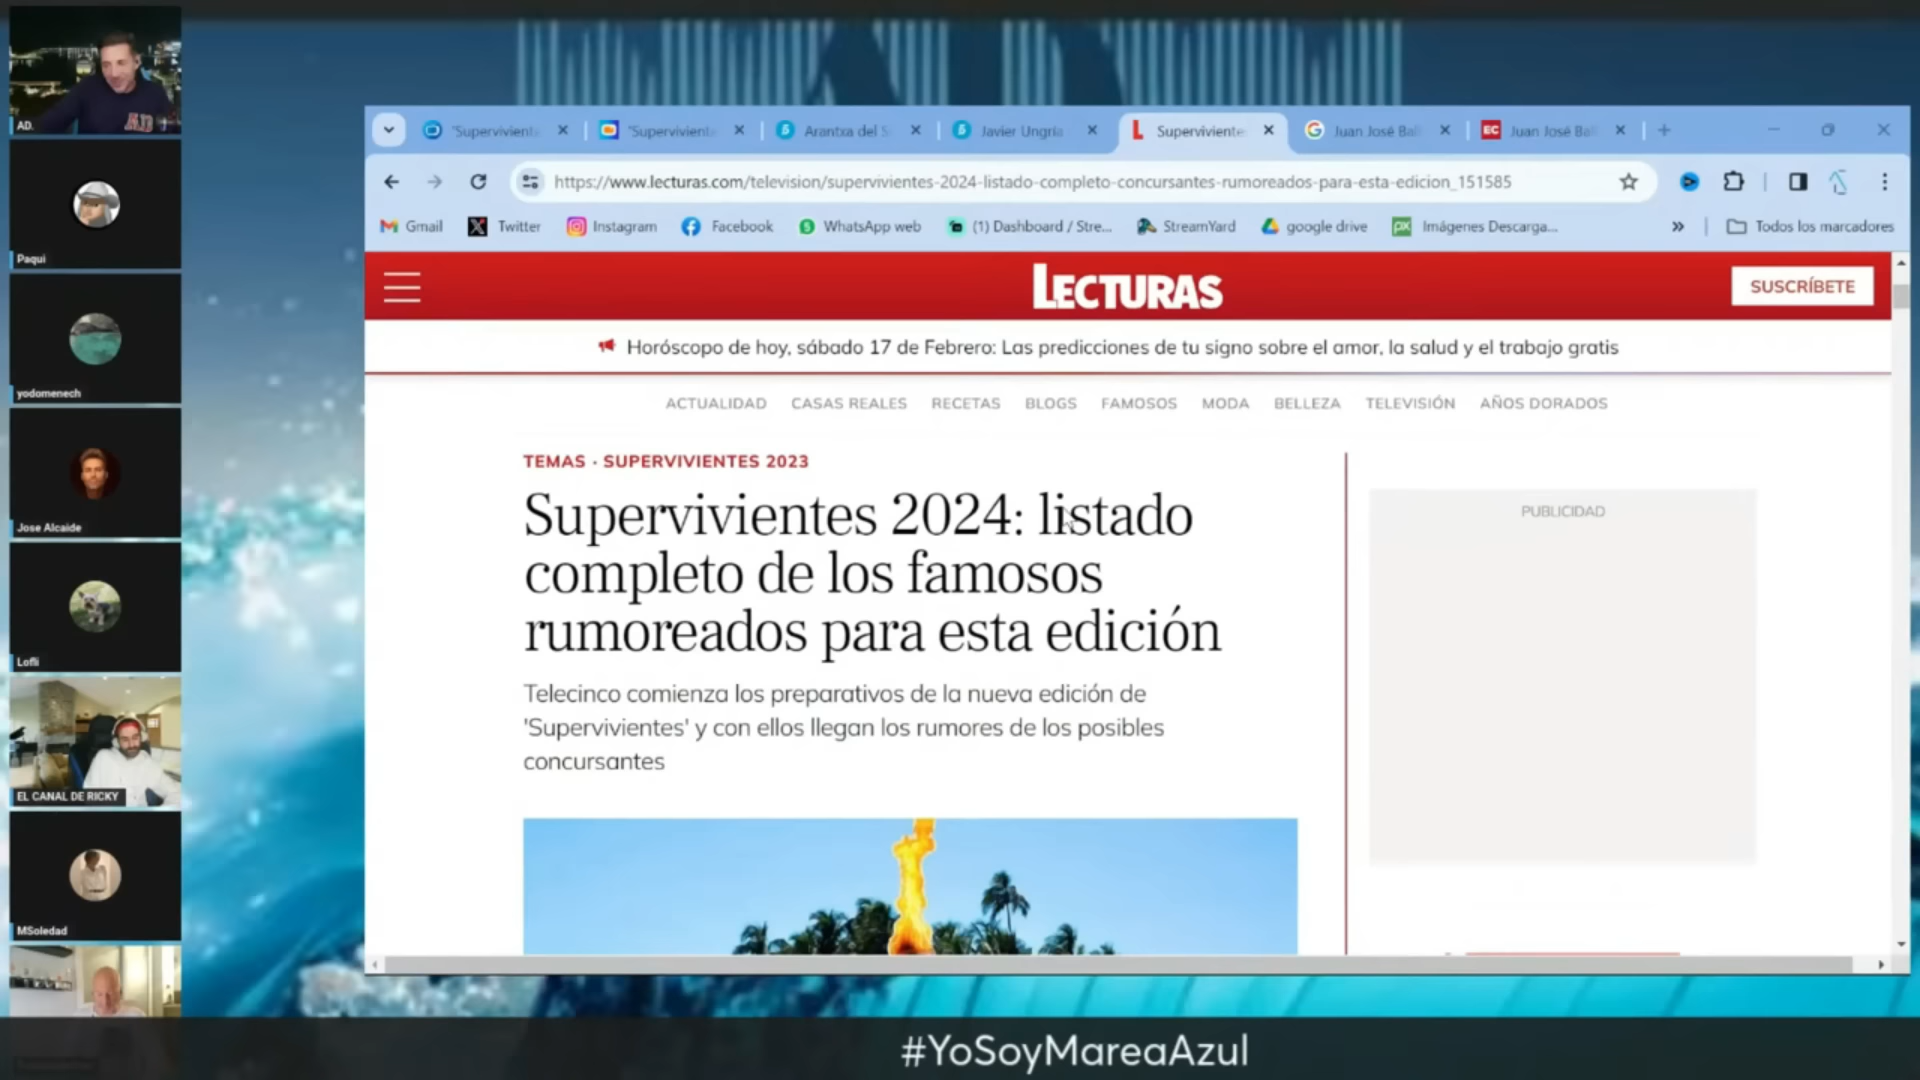 AD.
Paqui
yodomenech
Jose Alcaide
Lofli
EL CANAL DE RICKY
MSoledad
"Supervivient
"Supervivienta
Arantxa del S
Javier Ungría
Superviviente
Juan José Bal
EC Juan José Bal
https://www.lecturas.com/television/supervivientes-2024-listado-completo-concursantes-rumoreados-para-esta-edicion_151585
Gmail Twitter Instagram Facebook WhatsApp web (1) Dashboard / Stre... StreamYard google drive Imágenes Descarga... » Todos los marcadores
LECTURAS
SUSCRÍBETE
Horóscopo de hoy, sábado 17 de Febrero: Las predicciones de tu signo sobre el amor, la salud y el trabajo gratis
ACTUALIDAD CASAS REALES RECETAS BLOGS FAMOSOS MODA BELLEZA TELEVISIÓN AÑOS DORADOS
TEMAS · SUPERVIVIENTES 2023
Supervivientes 2024: listado
completo de los famosos
rumoreados para esta edición
Telecinco comienza los preparativos de la nueva edición de
'Supervivientes' y con ellos llegan los rumores de los posibles
concursantes
PUBLICIDAD
#YoSoyMareaAzul